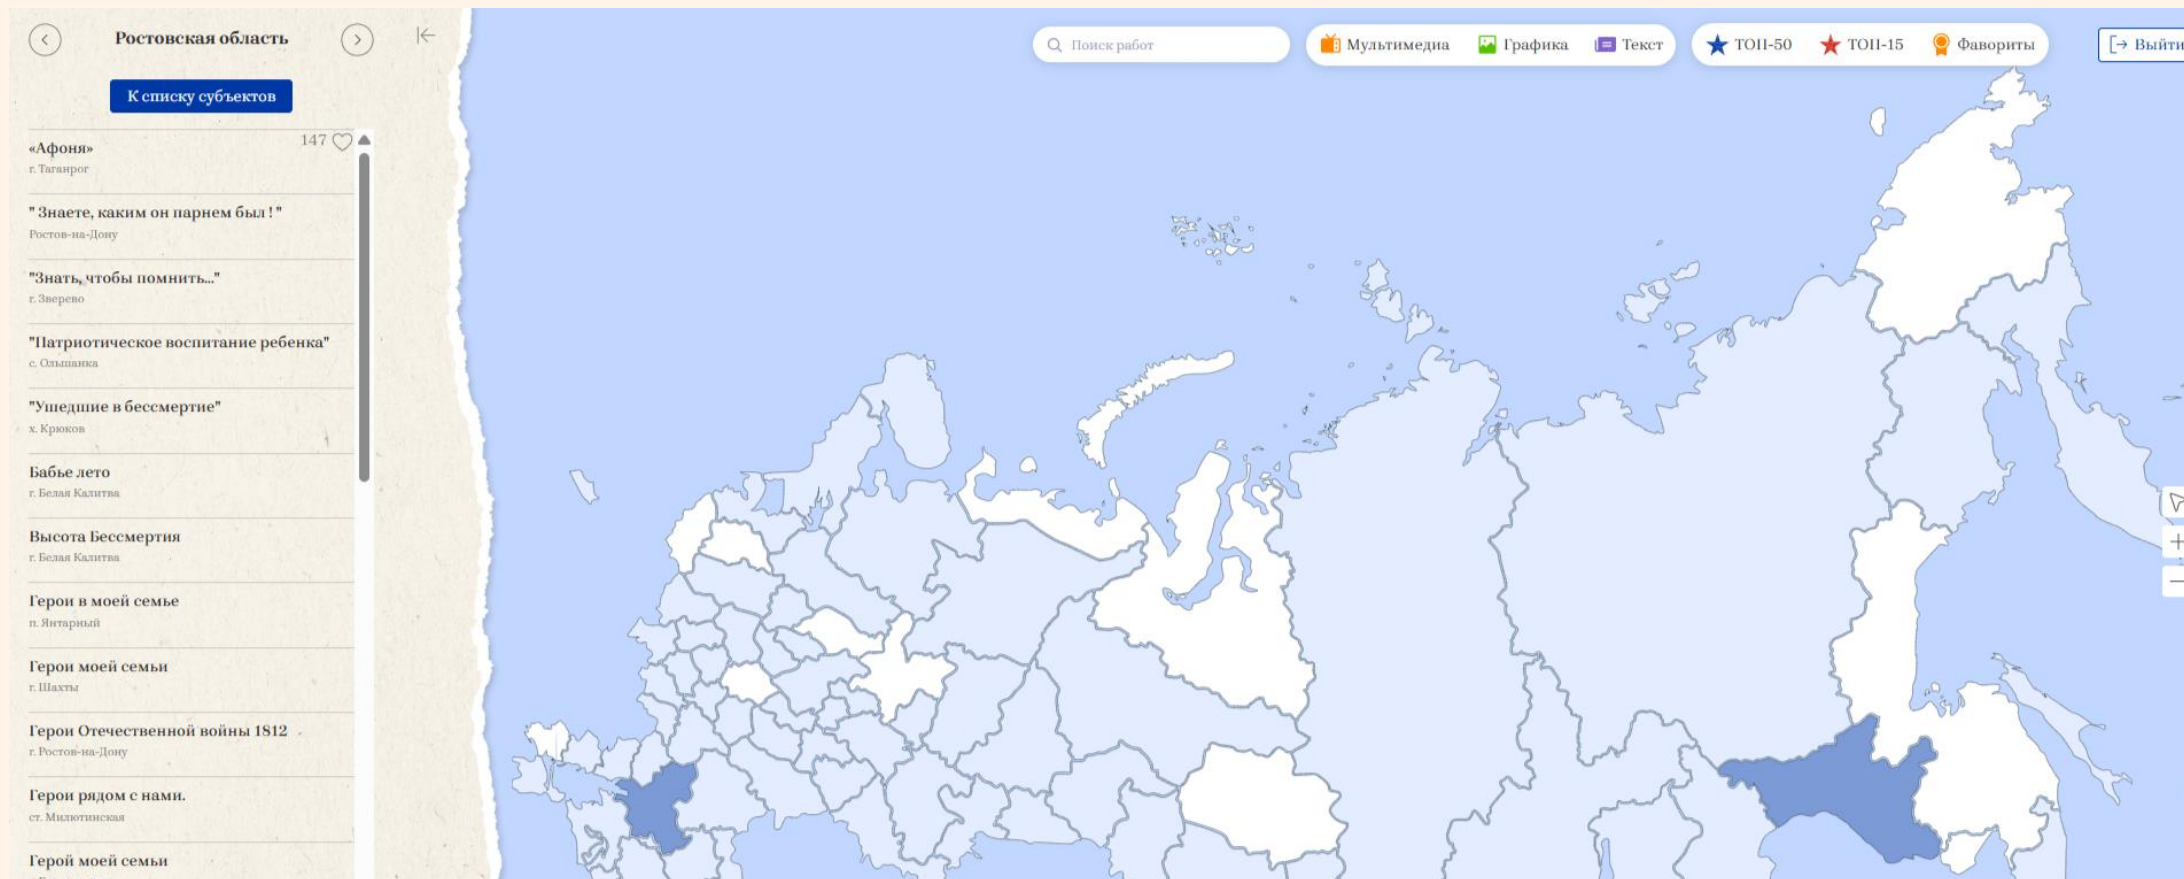 Ростовская область
К списку субъектов
147
«Афоня»
г. Таганрог
" Знаете, каким он парнем был ! "
Ростов-на-Дону
"Знать, чтобы помнить..."
г. Зверево
"Патриотическое воспитание ребенка"
с. Ольшанка
"Ушедшие в бессмертие"
х. Крюков
Бабье лето
г. Белая Калитва
Высота Бессмертия
г. Белая Калитва
Герои в моей семье
п. Янтарный
Герои моей семьи
г. Шахты
Герои Отечественной войны 1812
г. Ростов-на-Дону
Герои рядом с нами.
ст. Милютинская
Герой моей семьи
Поиск работ
Мультимедиа Графика Текст
ТОП-50 ТОП-15 Фавориты
Выйти